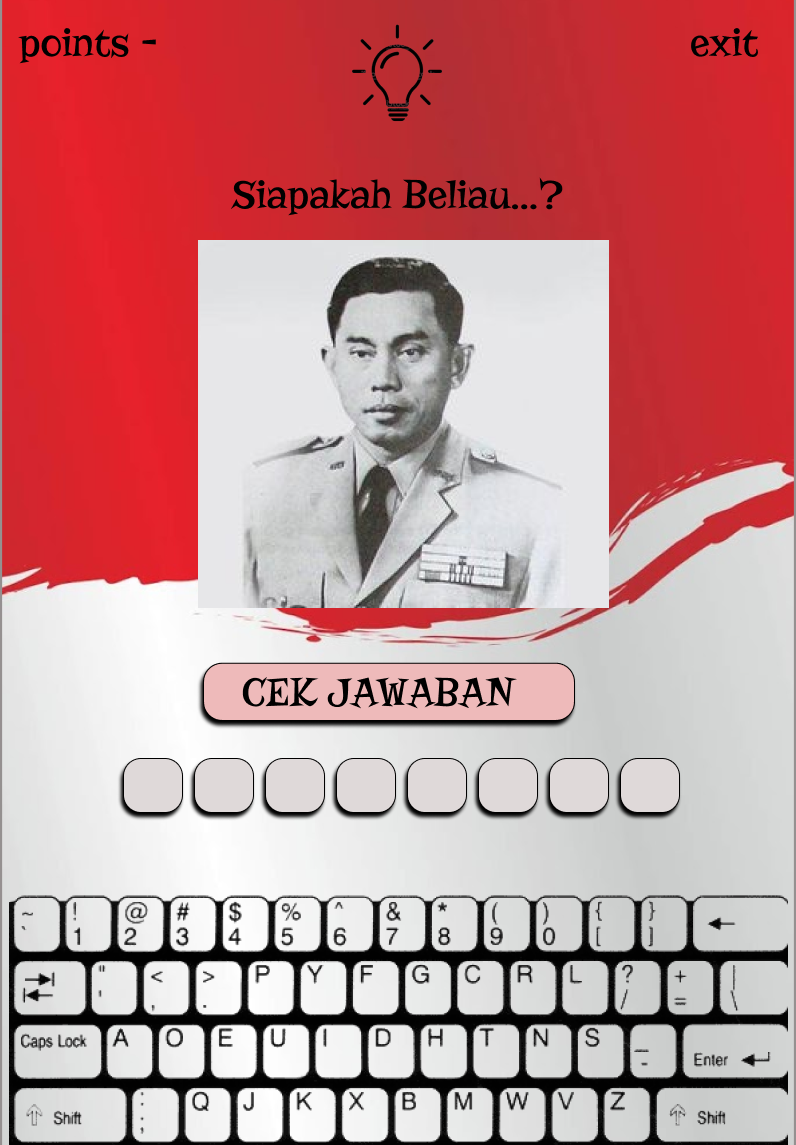 points -
exit
Siapakah Beliau...?
CEK JAWABAN
~ ` ! 1 @ 2 # 3 $ 4 % 5 ^ 6 & 7 * 8 ( 9 ) 0 { [ } ]
" ' < , > . P Y F G C R L ? / + = | \
Caps Lock A O E U I D H T N S _ - Enter
Shift : ; Q J K X B M W V Z Shift